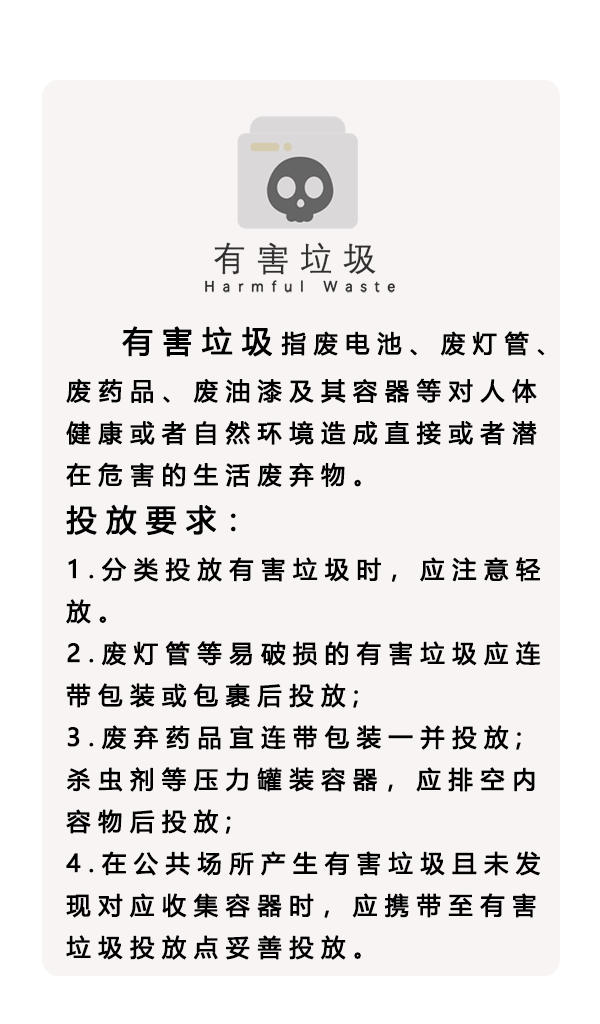 有害垃圾
Harmful Waste
有害垃圾指废电池、废灯管、
废药品、废油漆及其容器等对人体
健康或者自然环境造成直接或者潜
在危害的生活废弃物。
投放要求：
1.分类投放有害垃圾时，应注意轻
放。
2.废灯管等易破损的有害垃圾应连
带包装或包裹后投放；
3.废弃药品宜连带包装一并投放；
杀虫剂等压力罐装容器，应排空内
容物后投放；
4.在公共场所产生有害垃圾且未发
现对应收集容器时，应携带至有害
垃圾投放点妥善投放。